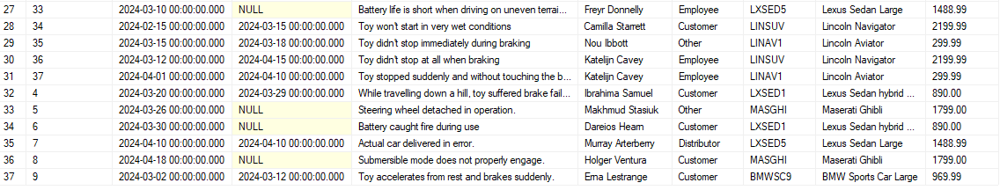 27 33 2024-03-10 00:00:00.000 NULL Battery life is short when driving on uneven terrai... Freyr Donnelly Employee LXSED5 Lexus Sedan Large 1488.99
28 34 2024-02-15 00:00:00.000 2024-03-15 00:00:00.000 Toy won't start in very wet conditions Camilla Starrett Customer LINSUV Lincoln Navigator 2199.99
29 35 2024-03-15 00:00:00.000 2024-03-18 00:00:00.000 Toy didn't stop immediately during braking Nou Ibbott Other LINAV1 Lincoln Aviator 299.99
30 36 2024-03-12 00:00:00.000 2024-04-15 00:00:00.000 Toy didn't stop at all when braking Katelijn Cavey Employee LINSUV Lincoln Navigator 2199.99
31 37 2024-04-01 00:00:00.000 2024-04-10 00:00:00.000 Toy stopped suddenly and without touching the b... Katelijn Cavey Employee LINAV1 Lincoln Aviator 299.99
32 4 2024-03-20 00:00:00.000 2024-03-29 00:00:00.000 While travelling down a hill, toy suffered brake fail... Ibrahima Samuel Customer LXSED1 Lexus Sedan hybrid ... 890.00
33 5 2024-03-26 00:00:00.000 NULL Steering wheel detached in operation. Makhmud Stasiuk Other MASGHI Maserati Ghibli 1799.00
34 6 2024-03-30 00:00:00.000 NULL Battery caught fire during use Dareios Hearn Customer LXSED1 Lexus Sedan hybrid ... 890.00
35 7 2024-04-10 00:00:00.000 2024-04-10 00:00:00.000 Actual car delivered in error. Murray Arterberry Distributor LXSED5 Lexus Sedan Large 1488.99
36 8 2024-04-18 00:00:00.000 NULL Submersible mode does not properly engage. Holger Ventura Customer MASGHI Maserati Ghibli 1799.00
37 9 2024-03-02 00:00:00.000 2024-03-12 00:00:00.000 Toy accelerates from rest and brakes suddenly. Erna Lestrange Customer BMWSC9 BMW Sports Car Large 969.99